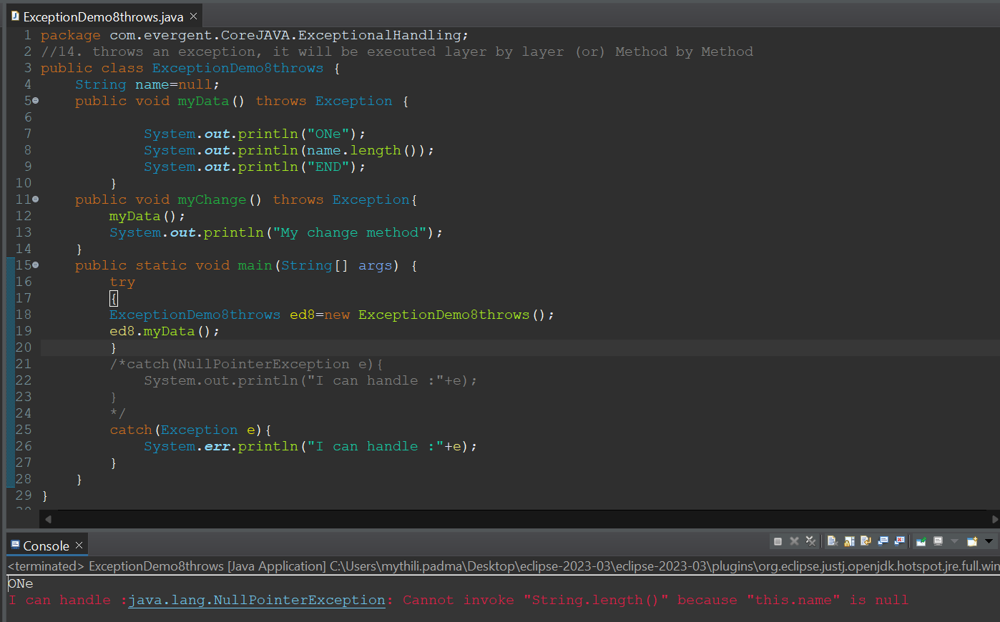 ExceptionDemo8throws.java
1 package com.evergent.CoreJAVA.ExceptionalHandling;
2 //14. throws an exception, it will be executed layer by layer (or) Method by Method
3 public class ExceptionDemo8throws {
4     String name=null;
5     public void myData() throws Exception {
6
7             System.out.println("ONe");
8             System.out.println(name.length());
9             System.out.println("END");
10         }
11     public void myChange() throws Exception{
12         myData();
13         System.out.println("My change method");
14     }
15     public static void main(String[] args) {
16         try
17         {
18         ExceptionDemo8throws ed8=new ExceptionDemo8throws();
19         ed8.myData();
20         }
21         /*catch(NullPointerException e){
22             System.out.println("I can handle :"+e);
23         }
24         */
25         catch(Exception e){
26             System.err.println("I can handle :"+e);
27         }
28     }
29 }
Console
<terminated> ExceptionDemo8throws [Java Application] C:\Users\mythili.padma\Desktop\eclipse-2023-03\eclipse-2023-03\plugins\org.eclipse.justj.openjdk.hotspot.jre.full.win
ONe
I can handle :java.lang.NullPointerException: Cannot invoke "String.length()" because "this.name" is null